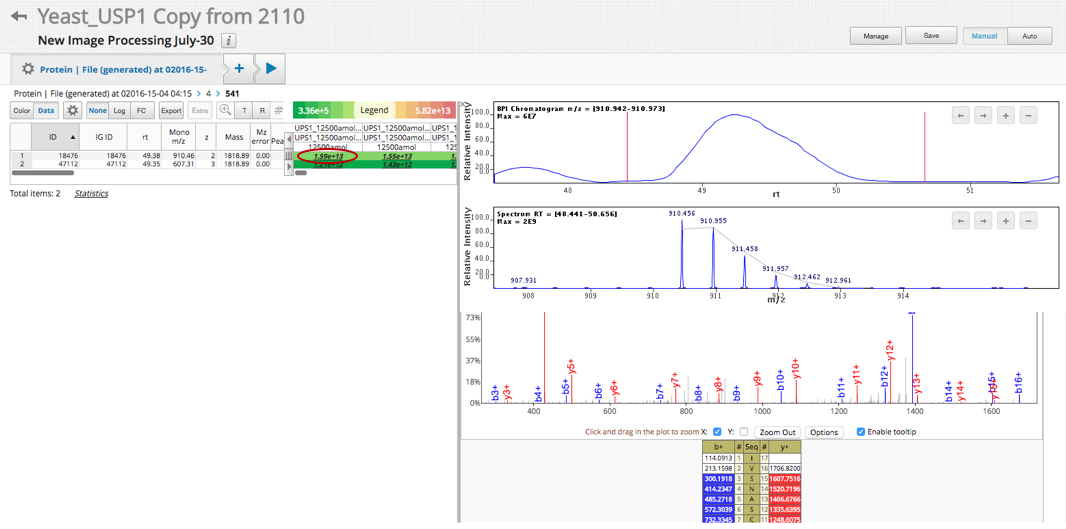 Yeast_USP1 Copy from 2110
New Image Processing July-30 i
Manage Save Manual Auto
Protein | File (generated) at 02016-15-
Protein | File (generated) at 02016-15-04 04:15 > 4 > 541
Color Data None Log FC Export Extra T R # 3.36e+5 Legend 5.82e+13
UPS1_12500amol... UPS1_12500amol... UPS1_1
UPS1_12500amol... UPS1_12500amol... UPS1_1
12500amol 12500amol
ID IG ID rt Mono m/z z Mass Mz error Pea
1 18476 18476 49.38 910.46 2 1818.89 0.00 1.59e+13 1.55e+13 1.
2 47112 47112 49.35 607.31 3 1818.89 0.00 1.43e+12
Total items: 2 Statistics
BPI Chromatogram m/z = [910.942-910.973]
Max = 6E7
Relative Intensity
100.0
80.0
60.0
40.0
20.0
0.0
48 49 50 51
rt
Spectrum RT = [48.441-50.656]
Max = 2E9
Relative Intensity
100.0
80.0
60.0
40.0
20.0
0.0
907.931 910.456 910.955 911.458 911.957 912.462 912.961
908 909 910 911 912 913 914
m/z
73%
55%
37%
18%
0%
b3+ y3+ b4+ b5+ y5+ b6+ y6+ b7+ y7+ b8+ y8+ b9+ y9+ b10+ y10+ b11+ y11+ b12+ y12+ y13+ b14+ y14+ b15+ b16+
400 600 800 1000 1200 1400 1600
Click and drag in the plot to zoom X: Y: Zoom Out Options Enable tooltip
b+ # Seq # y+
114.0913 1 I 17
213.1598 2 V 16 1706.8200
300.1918 3 S 15 1607.7516
414.2347 4 N 14 1520.7196
485.2718 5 A 13 1406.6766
572.3039 6 S 12 1335.6395
732.3345 7 C 11 1248.6075